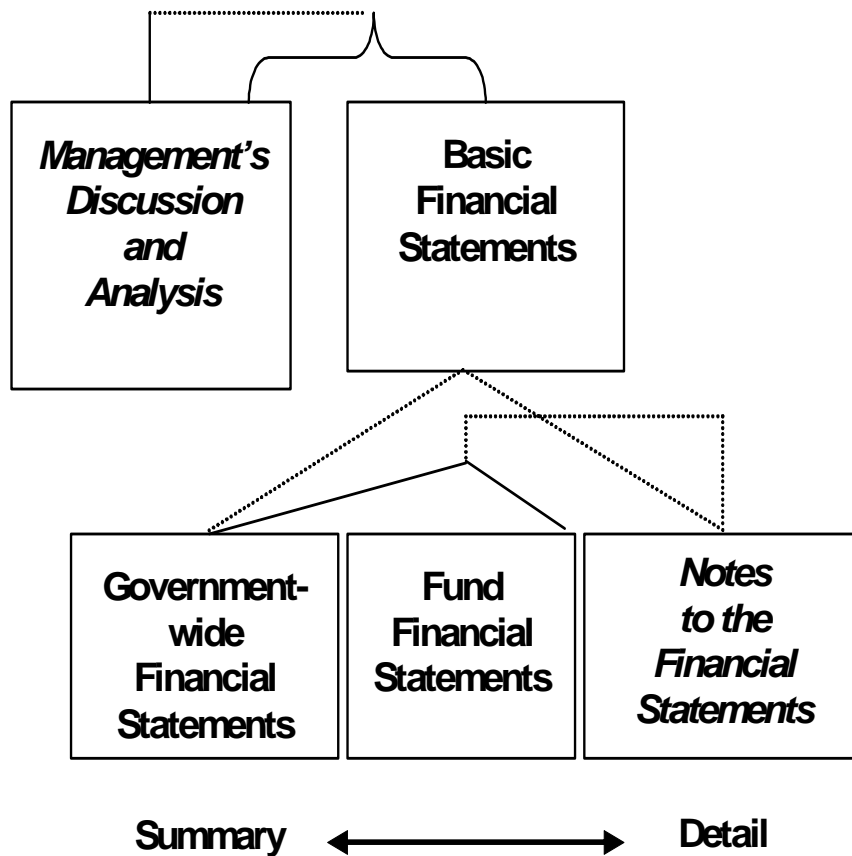 Management’s
Discussion
and
Analysis
Basic
Financial
Statements
Government-
wide
Financial
Statements
Fund
Financial
Statements
Notes
to the
Financial
Statements
Summary
Detail